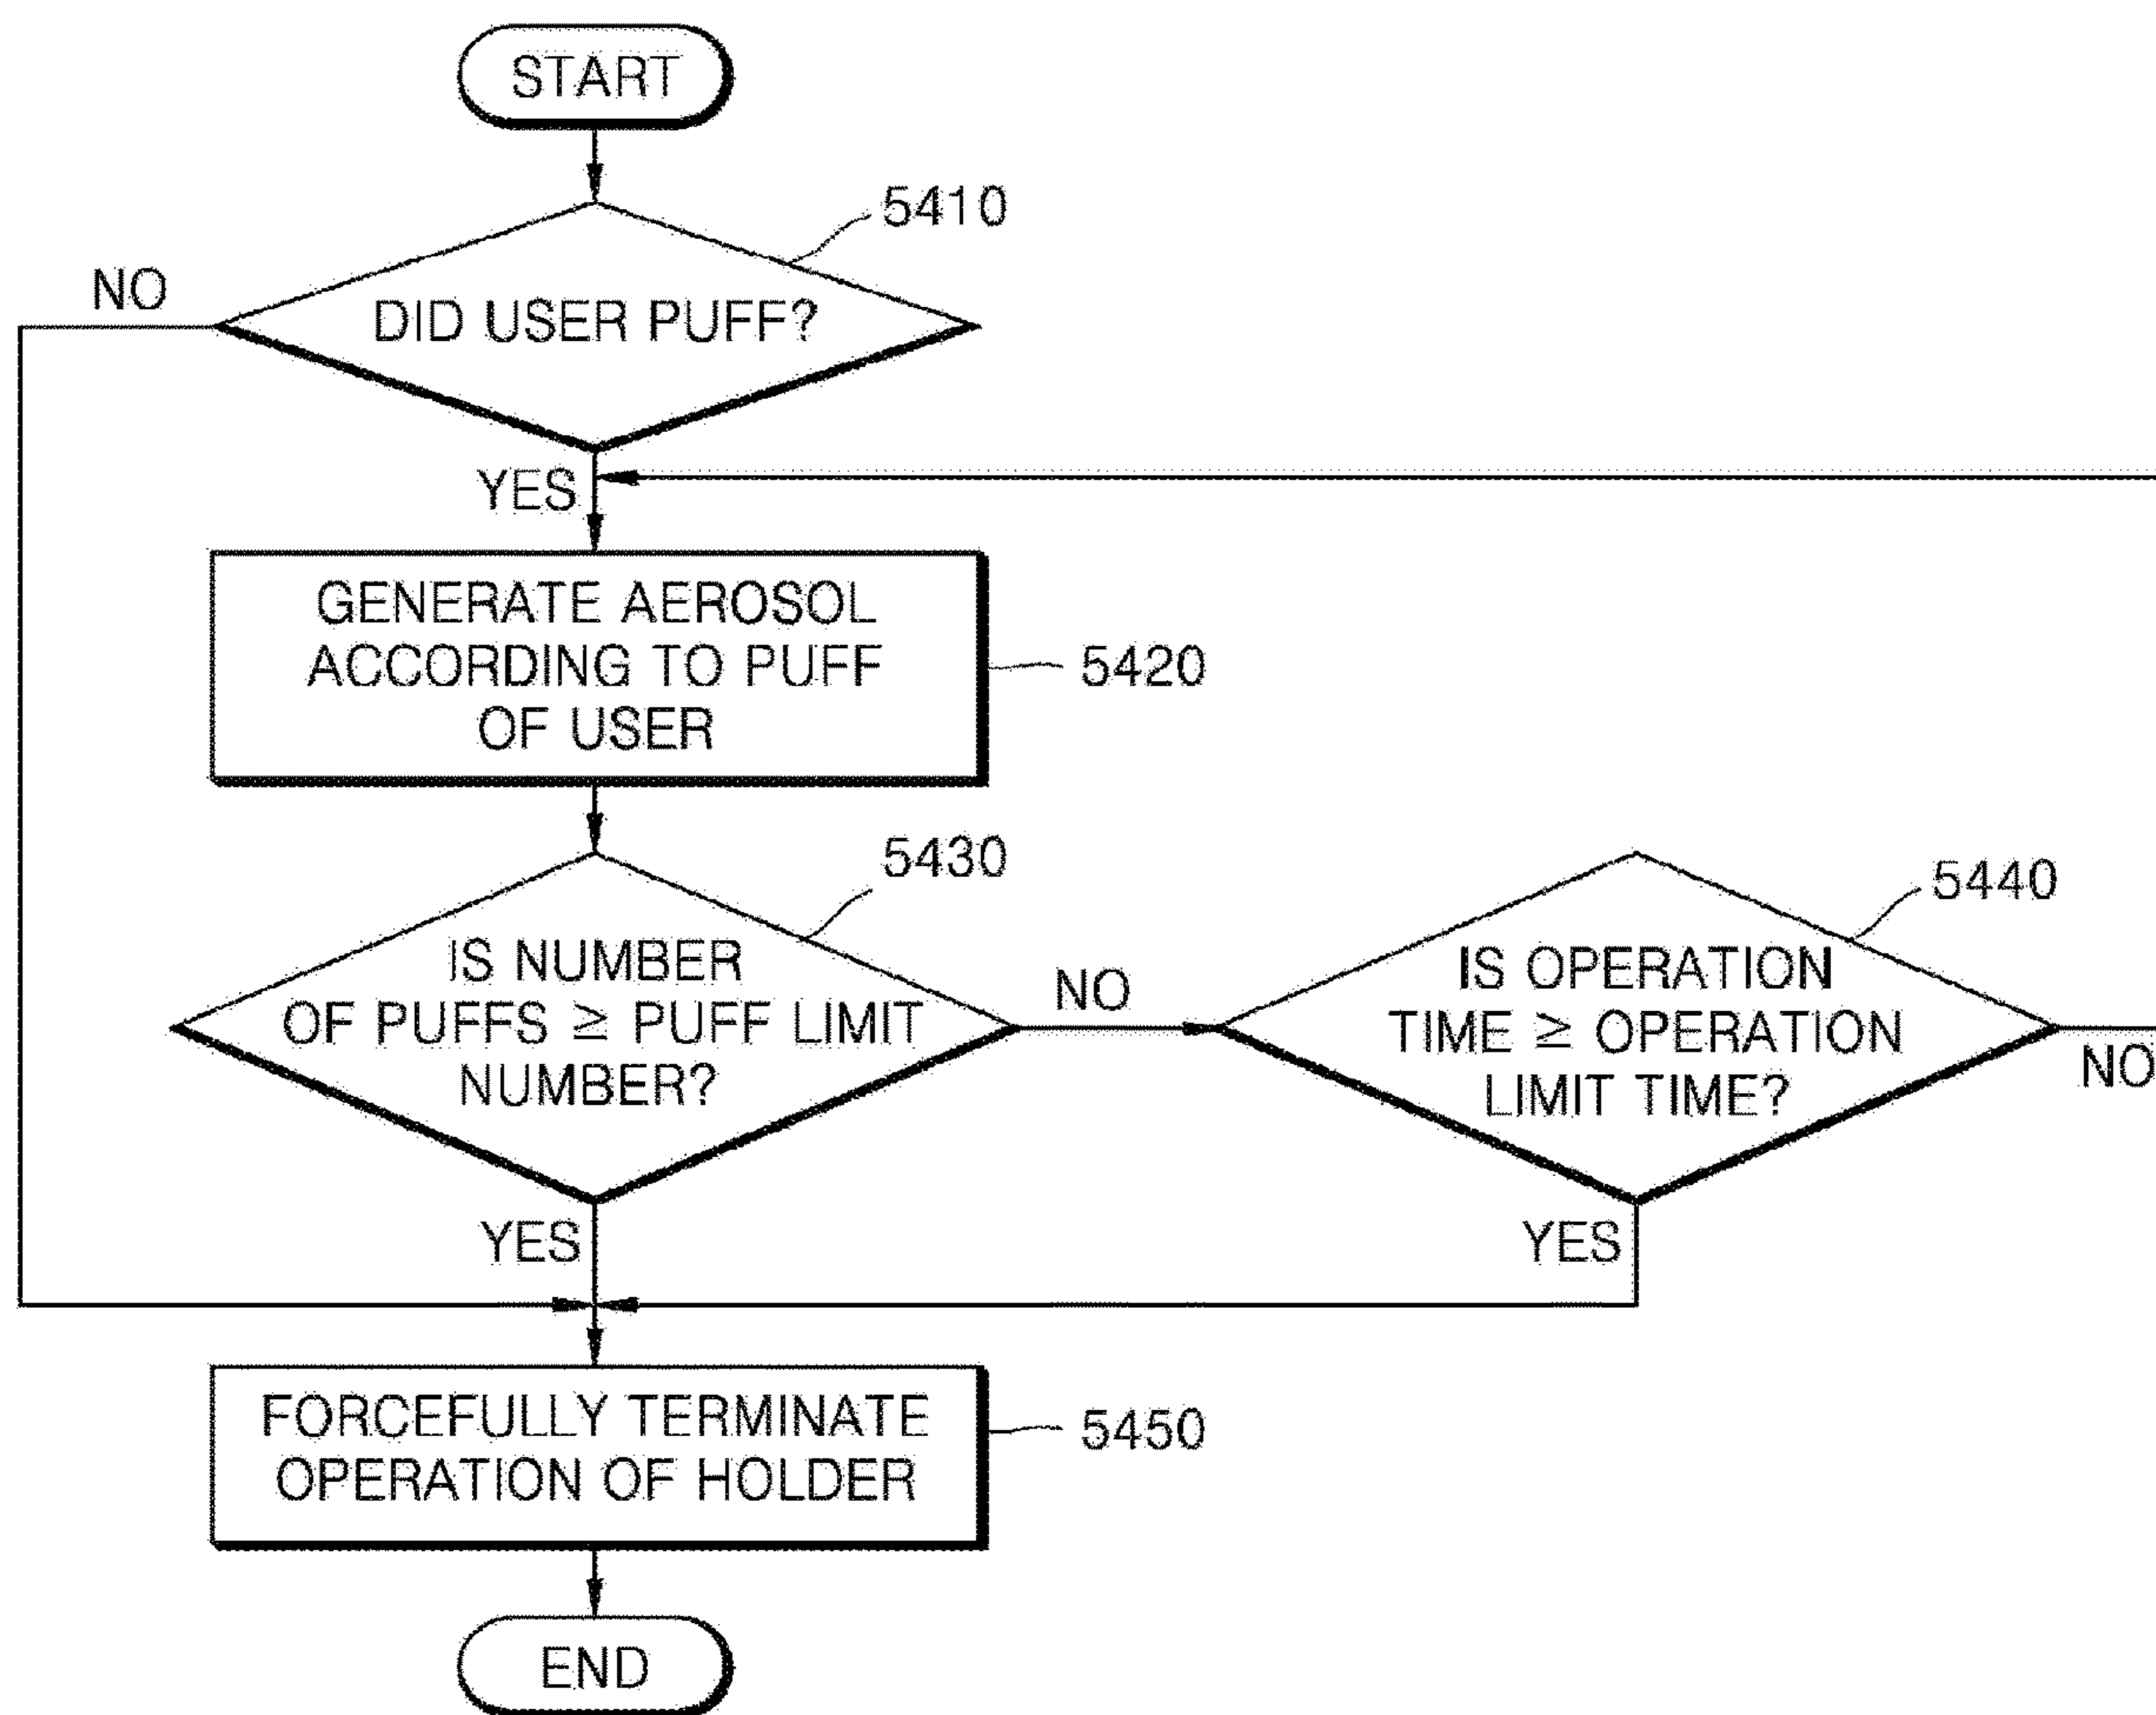 START
5410
NO
DID USER PUFF?
YES
GENERATE AEROSOL
ACCORDING TO PUFF
OF USER
5420
5430
IS NUMBER
OF PUFFS ≥ PUFF LIMIT
NUMBER?
NO
5440
IS OPERATION
TIME ≥ OPERATION
LIMIT TIME?
NO
YES
YES
FORCEFULLY TERMINATE
OPERATION OF HOLDER
5450
END